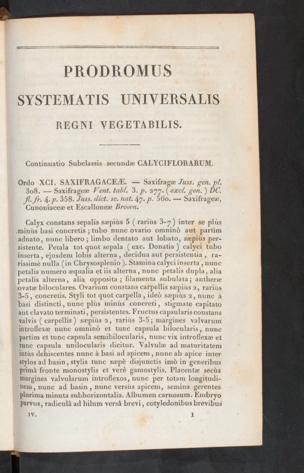 PRODROMUS
SYSTEMATIS UNIVERSALIS
REGNI VEGETABILIS.
Continuatio Subclassis secundæ CALYCIFLORARUM.
Ordo XCI. SAXIFRAGACEÆ. — Saxifrageæ Juss. gen. pl.
308. — Saxifrageæ Vent. tabl. 3. p. 277. (excl. gen.) DC.
fl. fr. 4. p. 358. Juss. dict. sc. nat. 47. p. 560. — Saxifrageæ,
Cunoniaceæ et Escalloneæ Brown.
Calyx constans sepalis sæpiùs 5 (rariùs 3-7) inter se plùs
minùs basi concretis; tubo nunc ovario omninò aut partim
adnato, nunc libero; limbo dentato aut lobato, sæpiùs per-
sistente. Petala tot quot sepala (exc. Donatia) calyci tubo
inserta, ejusdem lobis alterna, decidua aut persistentia, ra-
rissimè nulla (in Chrysosplenio). Stamina calyci inserta, nunc
petalis numero æqualia et iis alterna, nunc petalis dupla, alia
petalis alterna, alia opposita; filamenta subulata; antheræ
ovatæ biloculares. Ovarium constans carpellis sæpiùs 2, rariùs
3-5, concretis. Styli tot quot carpella, ideò sæpiùs 2, nunc à
basi distincti, nunc plùs minùs concreti, stigmate capitato
aut clavato terminati, persistentes. Fructus capsularis constans
valvis (carpellis) sæpiùs 2, rariùs 3-5; margines valvarum
introflexæ nunc omninò et tunc capsula bilocularis, nunc
partim et tunc capsula semibilocularis, nunc vix introflexæ et
tunc capsula unilocularis dicitur. Valvulæ ad maturitatem
intùs dehiscentes nunc à basi ad apicem, nunc ab apice inter
stylos ad basin, stylis tunc sæpè disjunctis imò in generibus
primâ fronte monostylis et verè gamostylis. Placentæ secùs
margines valvularum introflexos, nunc per totam longitudi-
nem, nunc ad basin, nunc versùs apicem, semina gerentes
plurima minuta subhorizontalia. Albumen carnosum. Embryo
parvus, radiculâ ad hilum versâ brevi, cotyledonibus brevibus
IV. 1